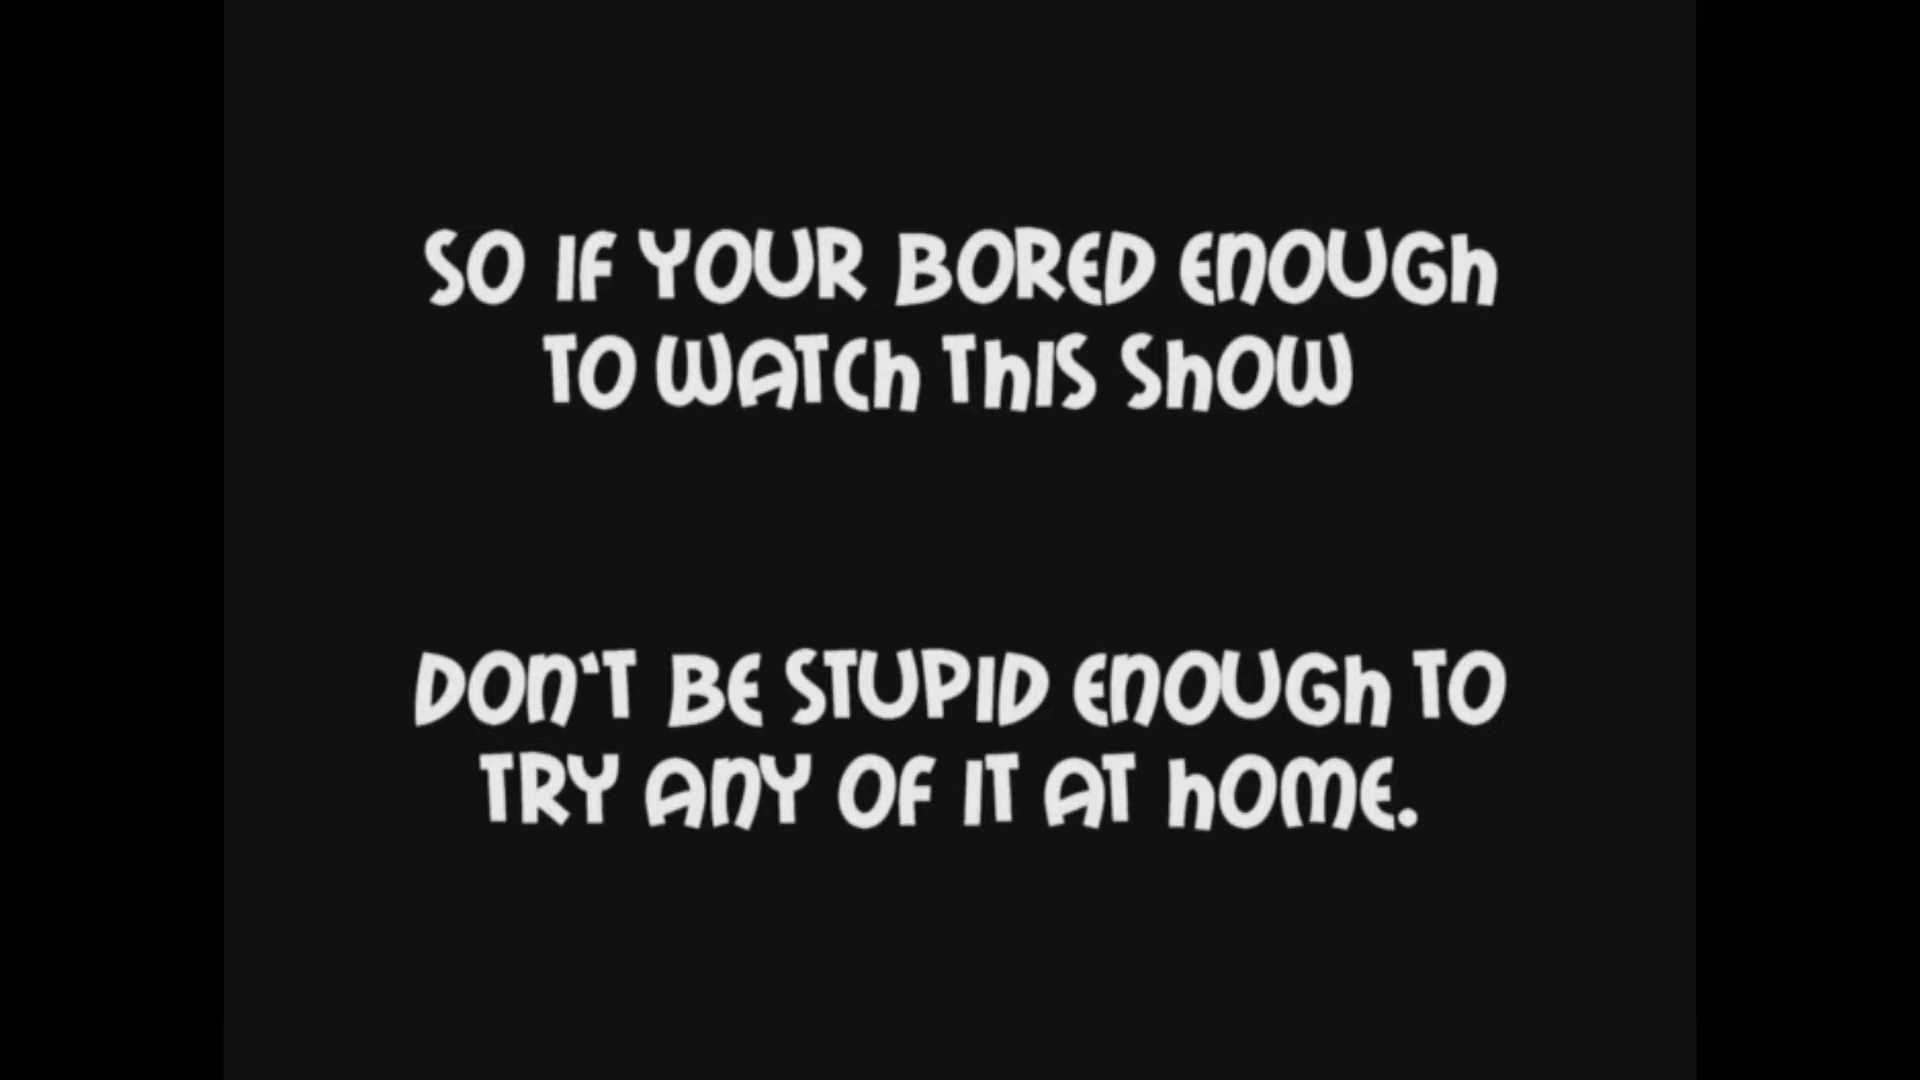 SO IF YOUR BORED ENOUGH
TO WATCH THIS SHOW
DON'T BE STUPID ENOUGH TO
TRY ANY OF IT AT HOME.